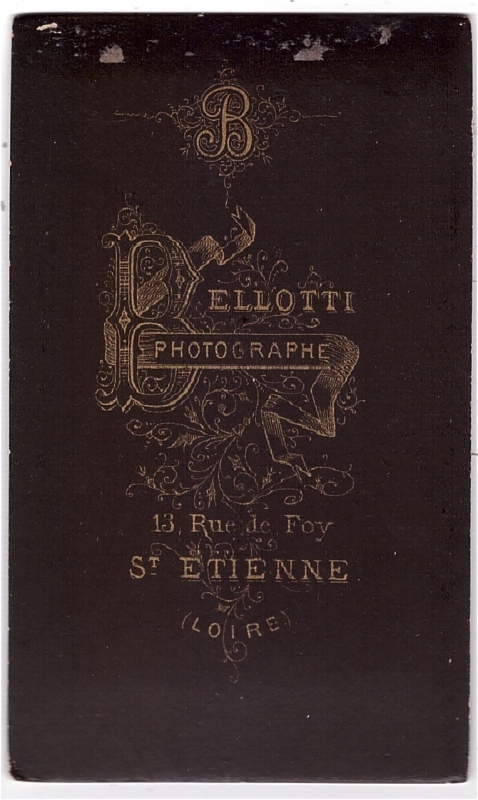 B
BELLOTTI
PHOTOGRAPHE
13, Rue de Foy
ST ETIENNE
(LOIRE)